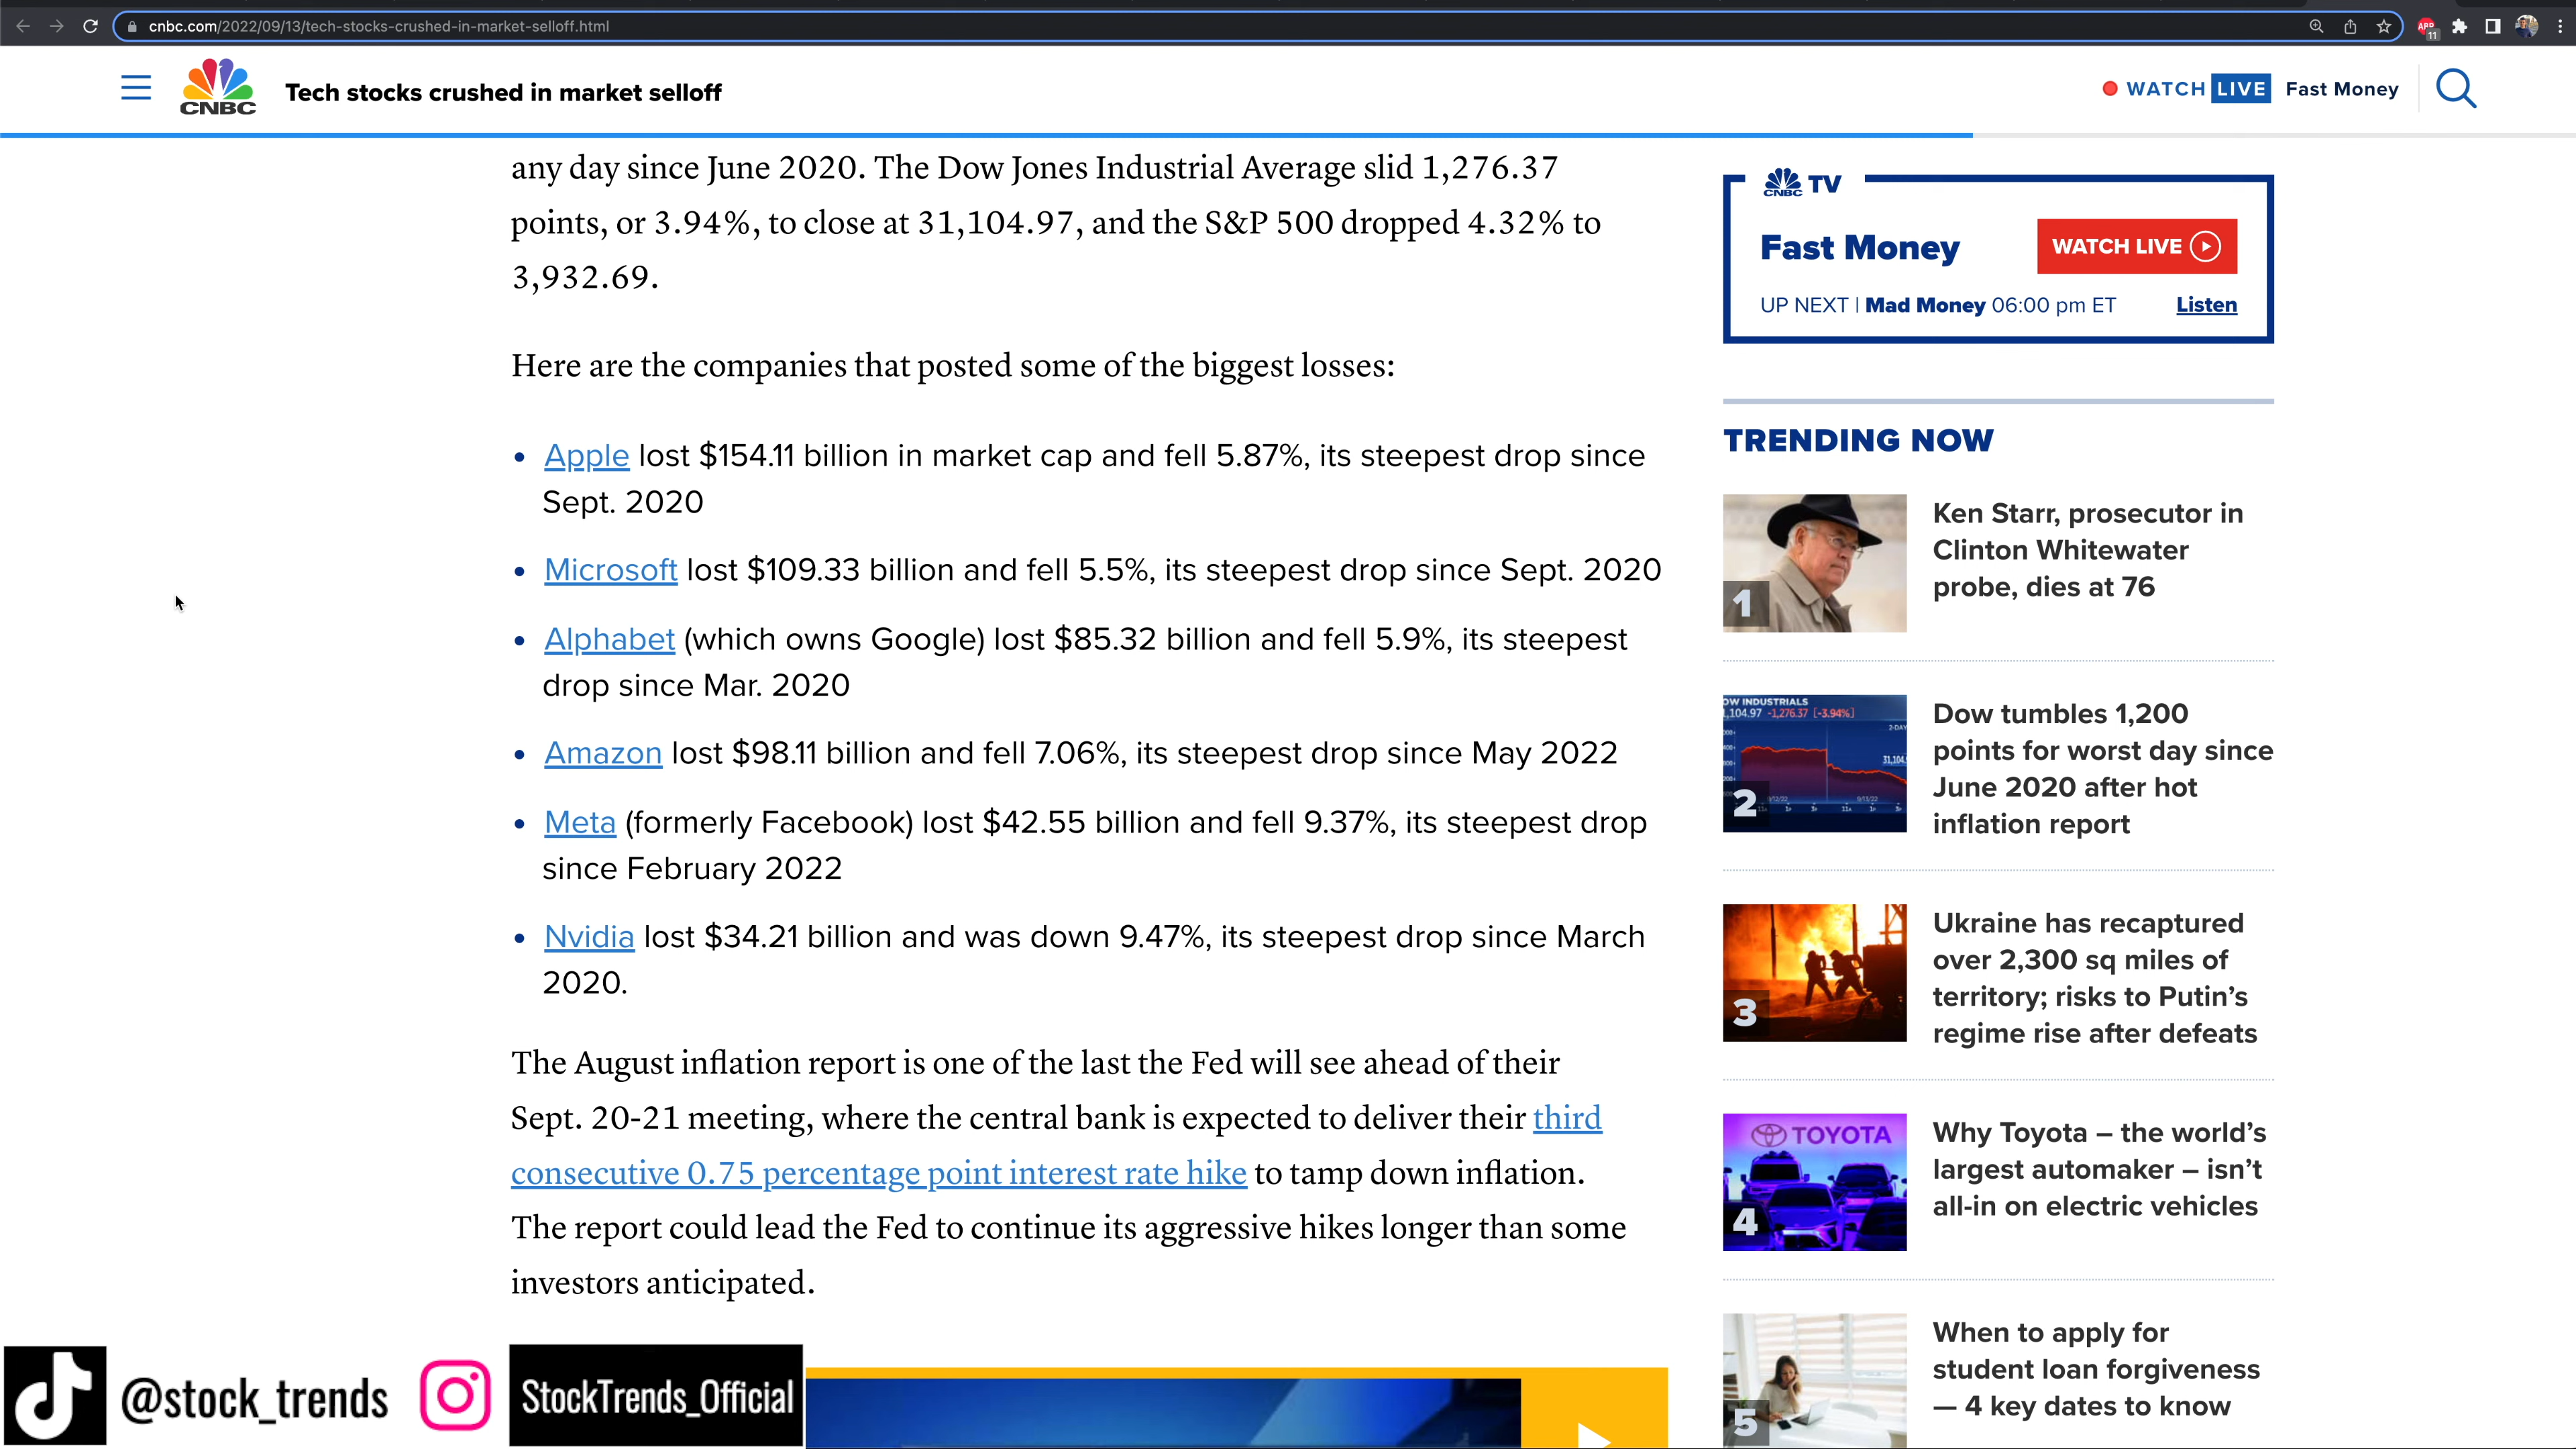 cnbc.com/2022/09/13/tech-stocks-crushed-in-market-selloff.html
ABP
11
CNBC
Tech stocks crushed in market selloff
WATCH LIVE Fast Money
any day since June 2020. The Dow Jones Industrial Average slid 1,276.37
points, or 3.94%, to close at 31,104.97, and the S&P 500 dropped 4.32% to
3,932.69.
Here are the companies that posted some of the biggest losses:
• Apple lost $154.11 billion in market cap and fell 5.87%, its steepest drop since
Sept. 2020
• Microsoft lost $109.33 billion and fell 5.5%, its steepest drop since Sept. 2020
• Alphabet (which owns Google) lost $85.32 billion and fell 5.9%, its steepest
drop since Mar. 2020
• Amazon lost $98.11 billion and fell 7.06%, its steepest drop since May 2022
• Meta (formerly Facebook) lost $42.55 billion and fell 9.37%, its steepest drop
since February 2022
• Nvidia lost $34.21 billion and was down 9.47%, its steepest drop since March
2020.
The August inflation report is one of the last the Fed will see ahead of their
Sept. 20-21 meeting, where the central bank is expected to deliver their third
consecutive 0.75 percentage point interest rate hike to tamp down inflation.
The report could lead the Fed to continue its aggressive hikes longer than some
investors anticipated.
@stock_trends
StockTrends_Official
CNBC TV
Fast Money
WATCH LIVE
UP NEXT | Mad Money 06:00 pm ET
Listen
TRENDING NOW
1
Ken Starr, prosecutor in
Clinton Whitewater
probe, dies at 76
OW INDUSTRIALS
1,104.97 -1,276.37 [-3.94%]
2-DAY
31,104.
2
Dow tumbles 1,200
points for worst day since
June 2020 after hot
inflation report
3
Ukraine has recaptured
over 2,300 sq miles of
territory; risks to Putin's
regime rise after defeats
TOYOTA
4
Why Toyota – the world's
largest automaker – isn't
all-in on electric vehicles
5
When to apply for
student loan forgiveness
— 4 key dates to know